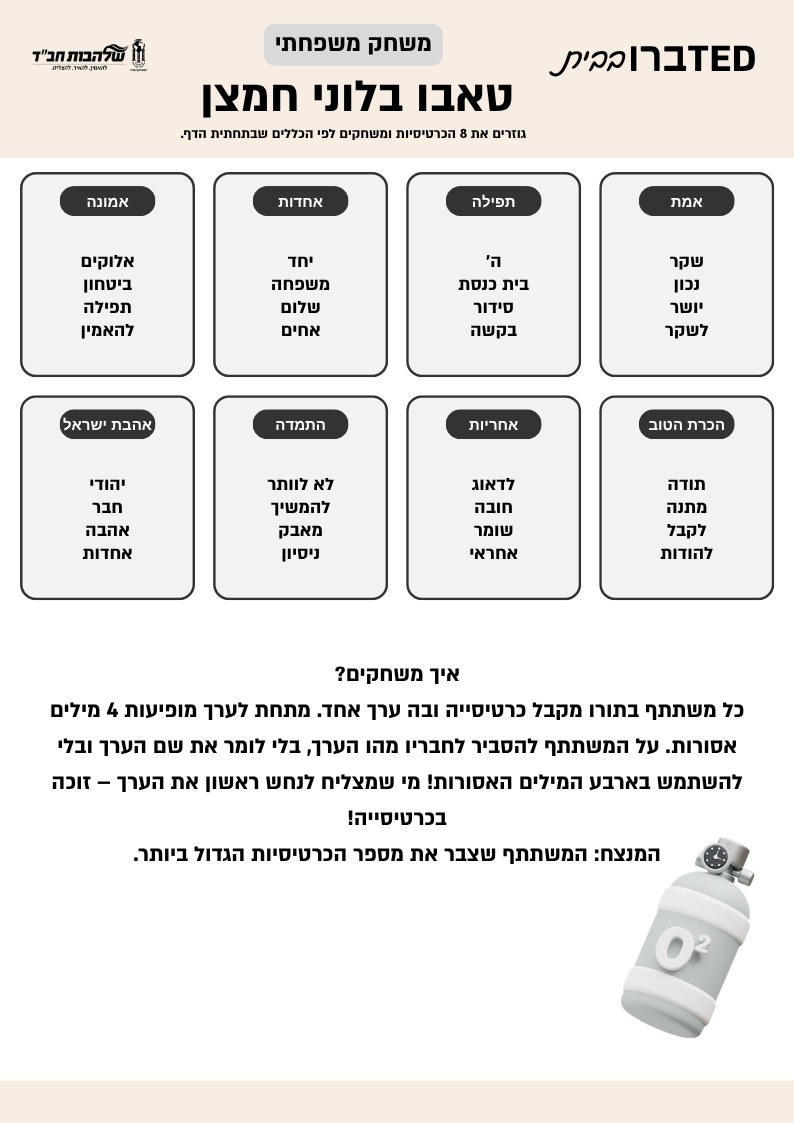 TEDברו בבית
משחק משפחתי
שלהבות חב"ד
להאמין. להאיר. להצליח.
טאבו בלוני חמצן
גוזרים את 8 הכרטיסיות ומשחקים לפי הכללים שבתחתית הדף.
אמת
שקר
נכון
יושר
לשקר
תפילה
ה'
בית כנסת
סידור
בקשה
אחדות
יחד
משפחה
שלום
אחים
אמונה
אלוקים
ביטחון
תפילה
להאמין
הכרת הטוב
תודה
מתנה
לקבל
להודות
אחריות
לדאוג
חובה
שומר
אחראי
התמדה
לא לוותר
להמשיך
מאבק
ניסיון
אהבת ישראל
יהודי
חבר
אהבה
אחדות
איך משחקים?
כל משתתף בתורו מקבל כרטיסייה ובה ערך אחד. מתחת לערך מופיעות 4 מילים
אסורות. על המשתתף להסביר לחבריו מהו הערך, בלי לומר את שם הערך ובלי
להשתמש בארבע המילים האסורות! מי שמצליח לנחש ראשון את הערך – זוכה
בכרטיסייה!
המנצח: המשתתף שצבר את מספר הכרטיסיות הגדול ביותר.
O²